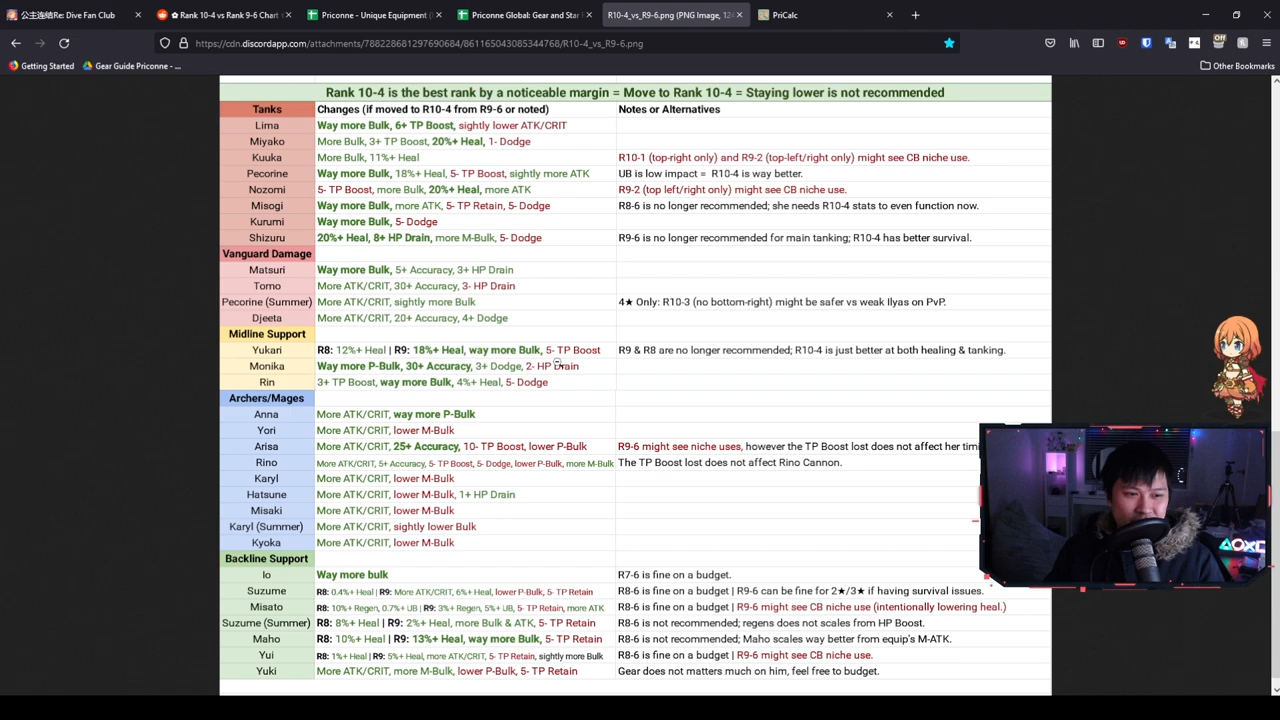 公主连结Re: Dive Fan Club
✿ Rank 10-4 vs Rank 9-6 Chart
Priconne - Unique Equipment (
Priconne Global: Gear and Star
R10-4_vs_R9-6.png (PNG Image, 12
PriCalc
https://cdn.discordapp.com/attachments/788228681297690684/861165043085344768/R10-4_vs_R9-6.png
Off
Getting Started
Gear Guide Priconne - ...
Other Bookmarks
Rank 10-4 is the best rank by a noticeable margin = Move to Rank 10-4 = Staying lower is not recommended
Tanks Changes (if moved to R10-4 from R9-6 or noted) Notes or Alternatives
Lima Way more Bulk, 6+ TP Boost, sightly lower ATK/CRIT
Miyako More Bulk, 3+ TP Boost, 20%+ Heal, 1- Dodge
Kuuka More Bulk, 11%+ Heal R10-1 (top-right only) and R9-2 (top-left/right only) might see CB niche use.
Pecorine Way more Bulk, 18%+ Heal, 5- TP Boost, sightly more ATK UB is low impact = R10-4 is way better.
Nozomi 5- TP Boost, more Bulk, 20%+ Heal, more ATK R9-2 (top left/right only) might see CB niche use.
Misogi Way more Bulk, more ATK, 5- TP Retain, 5- Dodge R8-6 is no longer recommended; she needs R10-4 stats to even function now.
Kurumi Way more Bulk, 5- Dodge
Shizuru 20%+ Heal, 8+ HP Drain, more M-Bulk, 5- Dodge R9-6 is no longer recommended for main tanking; R10-4 has better survival.
Vanguard Damage
Matsuri Way more Bulk, 5+ Accuracy, 3+ HP Drain
Tomo More ATK/CRIT, 30+ Accuracy, 3- HP Drain
Pecorine (Summer) More ATK/CRIT, sightly more Bulk 4★ Only: R10-3 (no bottom-right) might be safer vs weak Ilyas on PvP.
Djeeta More ATK/CRIT, 20+ Accuracy, 4+ Dodge
Midline Support
Yukari R8: 12%+ Heal | R9: 18%+ Heal, way more Bulk, 5- TP Boost R9 & R8 are no longer recommended; R10-4 is just better at both healing & tanking.
Monika Way more P-Bulk, 30+ Accuracy, 3+ Dodge, 2- HP Drain
Rin 3+ TP Boost, way more Bulk, 4%+ Heal, 5- Dodge
Archers/Mages
Anna More ATK/CRIT, way more P-Bulk
Yori More ATK/CRIT, lower M-Bulk
Arisa More ATK/CRIT, 25+ Accuracy, 10- TP Boost, lower P-Bulk R9-6 might see niche uses, however the TP Boost lost does not affect her timi
Rino More ATK/CRIT, 5+ Accuracy, 5- TP Boost, 5- Dodge, lower P-Bulk, more M-Bulk The TP Boost lost does not affect Rino Cannon.
Karyl More ATK/CRIT, lower M-Bulk
Hatsune More ATK/CRIT, lower M-Bulk, 1+ HP Drain
Misaki More ATK/CRIT, lower M-Bulk
Karyl (Summer) More ATK/CRIT, sightly lower Bulk
Kyoka More ATK/CRIT, lower M-Bulk
Backline Support
Io Way more bulk R7-6 is fine on a budget.
Suzume R8: 0.4%+ Heal | R9: More ATK/CRIT, 6%+ Heal, lower P-Bulk, 5- TP Retain R8-6 is fine on a budget | R9-6 can be fine for 2★/3★ if having survival issues.
Misato R8: 10%+ Regen, 0.7%+ UB | R9: 3%+ Regen, 5%+ UB, 5- TP Retain, more ATK R8-6 is fine on a budget | R9-6 might see CB niche use (intentionally lowering heal.)
Suzume (Summer) R8: 8%+ Heal | R9: 2%+ Heal, more Bulk & ATK, 5- TP Retain R8-6 is not recommended; regens does not scales from HP Boost.
Maho R8: 10%+ Heal | R9: 13%+ Heal, way more Bulk, 5- TP Retain R8-6 is not recommended; Maho scales way better from equip's M-ATK.
Yui R8: 1%+ Heal | R9: 5%+ Heal, more ATK/CRIT, 5- TP Retain, sightly more Bulk R8-6 is fine on a budget | R9-6 might see CB niche use.
Yuki More ATK/CRIT, more M-Bulk, lower P-Bulk, 5- TP Retain Gear does not matters much on him, feel free to budget.